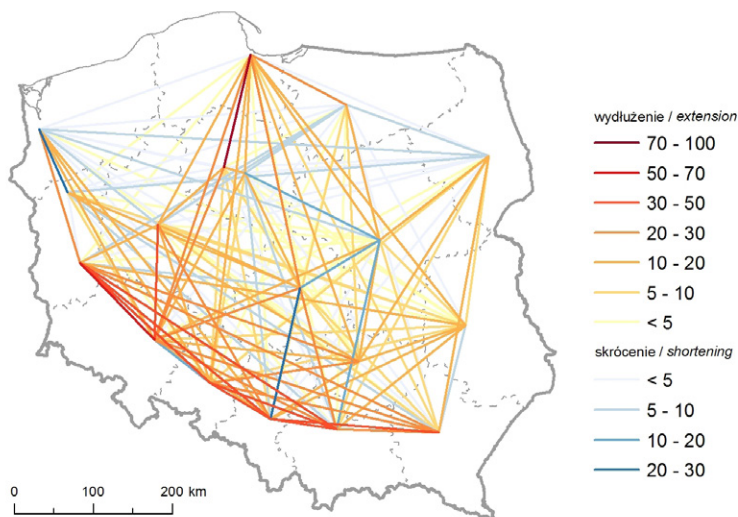 wydłużenie / extension
70 - 100
50 - 70
30 - 50
20 - 30
10 - 20
5 - 10
< 5
skrócenie / shortening
< 5
5 - 10
10 - 20
20 - 30
0 100 200 km